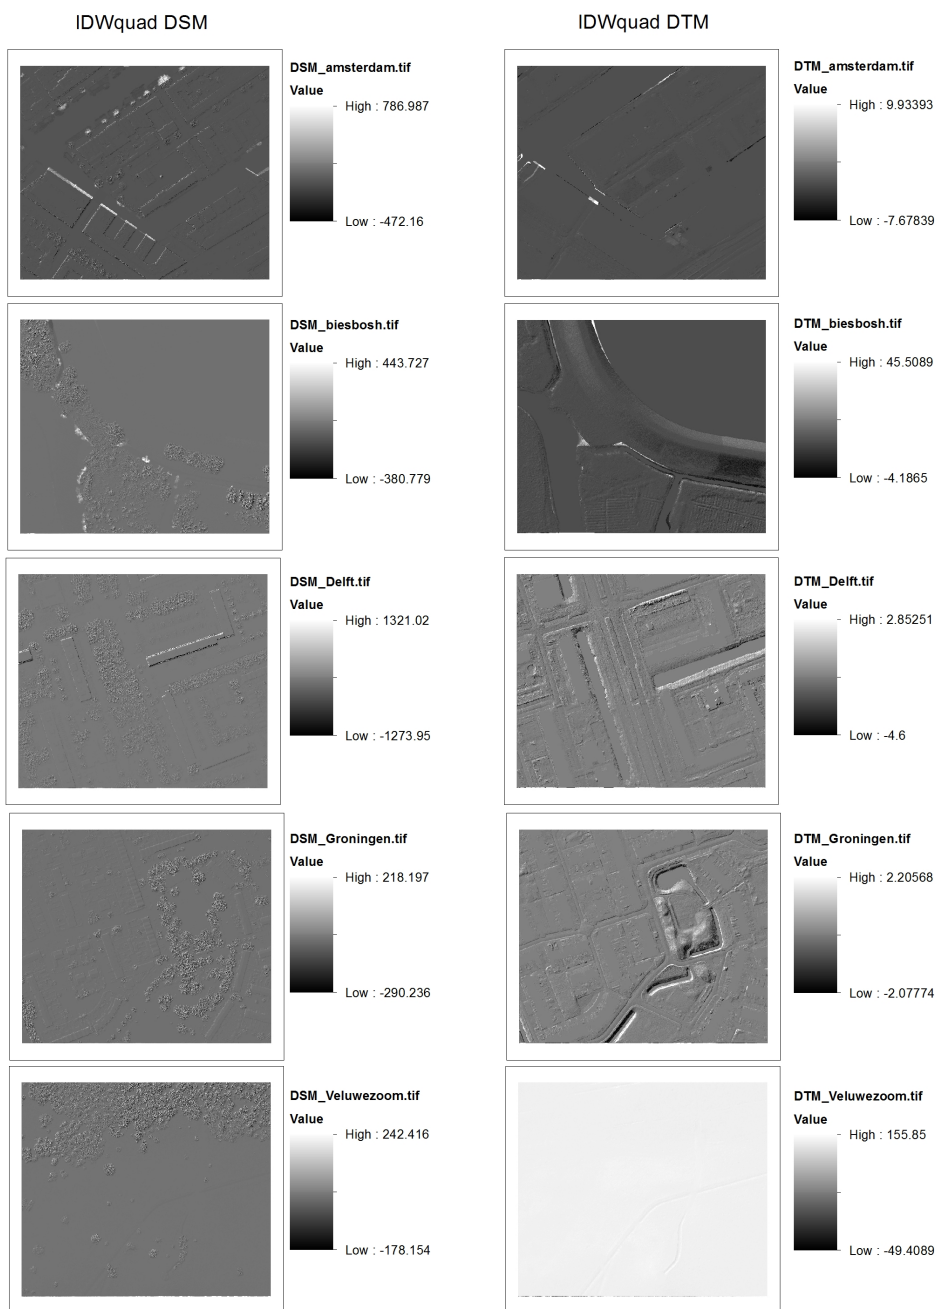 IDWquad DSM
IDWquad DTM
DSM_amsterdam.tif
Value
High : 786.987
Low : -472.16
DTM_amsterdam.tif
Value
High : 9.93393
Low : -7.67839
DSM_biesbosh.tif
Value
High : 443.727
Low : -380.779
DTM_biesbosh.tif
Value
High : 45.5089
Low : -4.1865
DSM_Delft.tif
Value
High : 1321.02
Low : -1273.95
DTM_Delft.tif
Value
High : 2.85251
Low : -4.6
DSM_Groningen.tif
Value
High : 218.197
Low : -290.236
DTM_Groningen.tif
Value
High : 2.20568
Low : -2.07774
DSM_Veluwezoom.tif
Value
High : 242.416
Low : -178.154
DTM_Veluwezoom.tif
Value
High : 155.85
Low : -49.4089